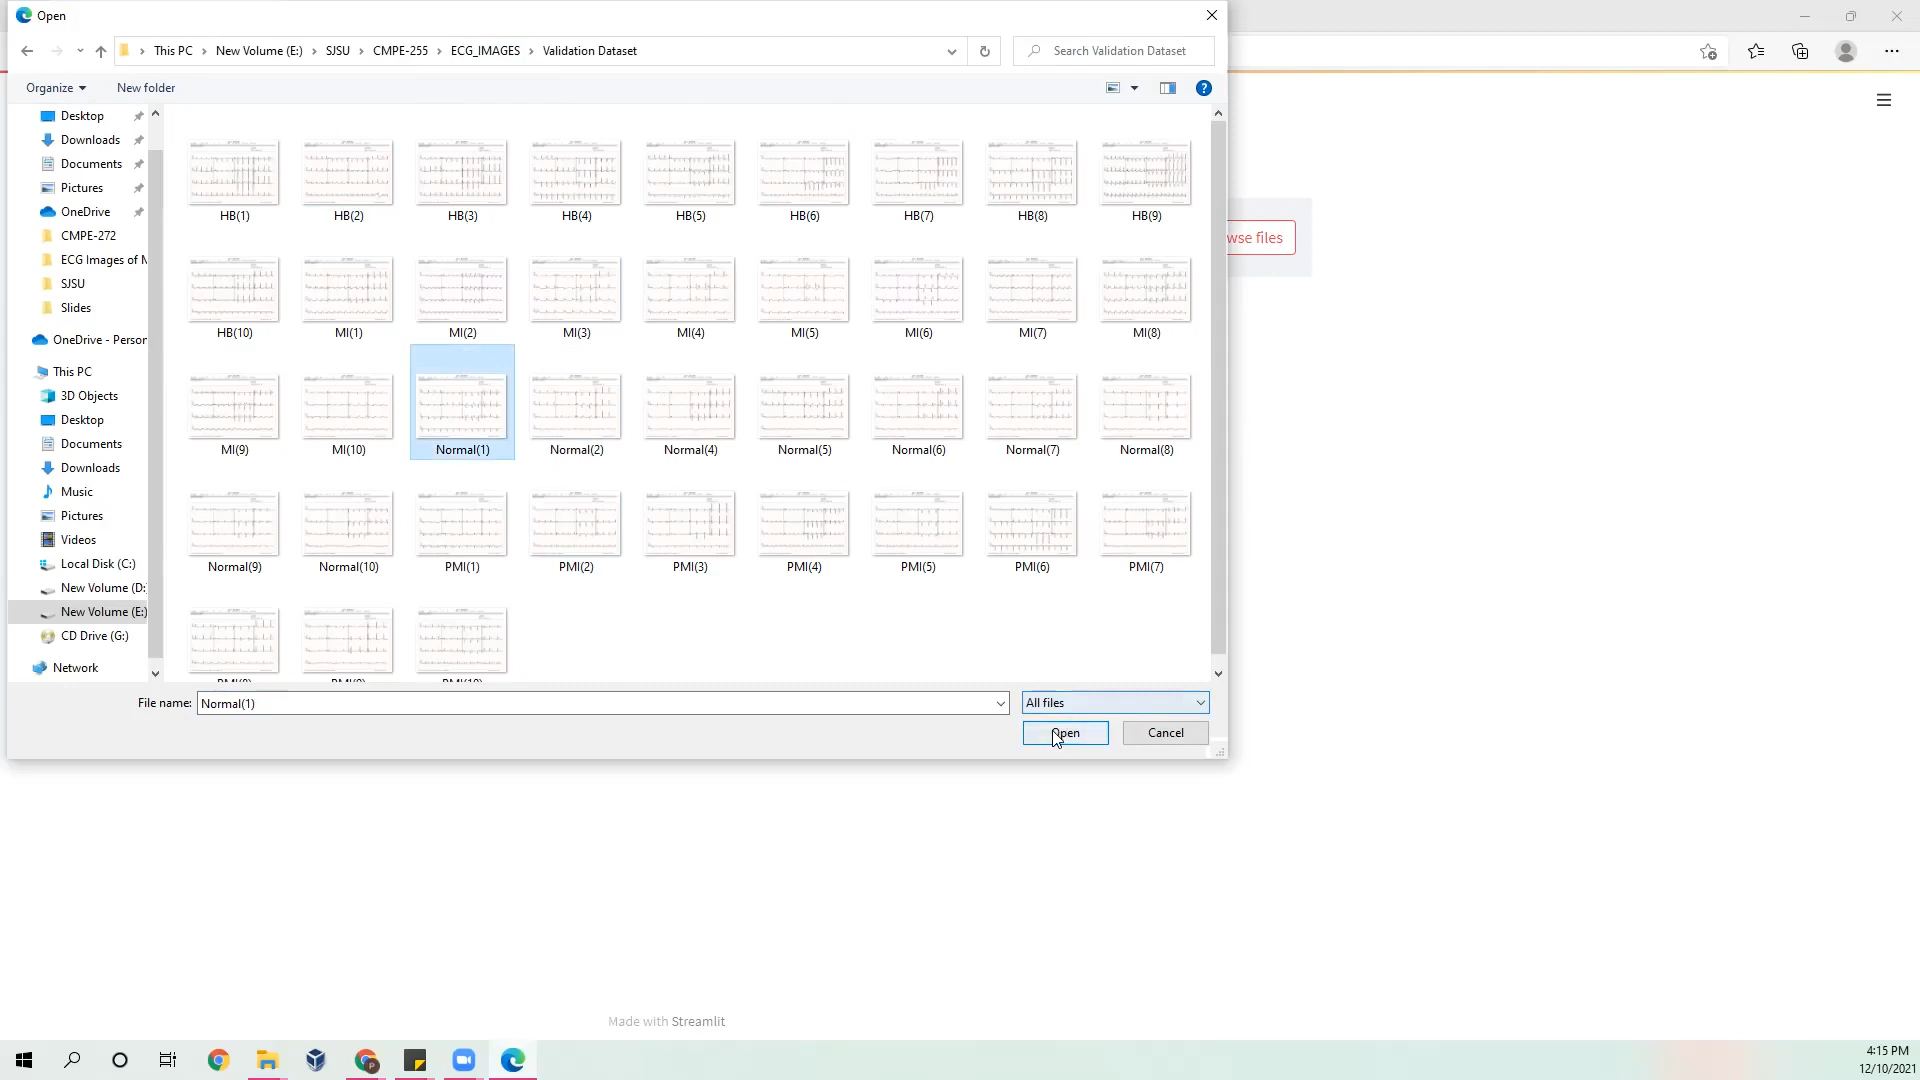 Open
This PC > New Volume (E:) > SJSU > CMPE-255 > ECG_IMAGES > Validation Dataset
Search Validation Dataset
Organize
New folder
Desktop
Downloads
Documents
Pictures
OneDrive
CMPE-272
ECG Images of M
SJSU
Slides
OneDrive - Person
This PC
3D Objects
Desktop
Documents
Downloads
Music
Pictures
Videos
Local Disk (C:)
New Volume (D:)
New Volume (E:)
CD Drive (G:)
Network
HB(1) HB(2) HB(3) HB(4) HB(5) HB(6) HB(7) HB(8) HB(9)
HB(10) MI(1) MI(2) MI(3) MI(4) MI(5) MI(6) MI(7) MI(8)
MI(9) MI(10) Normal(1) Normal(2) Normal(4) Normal(5) Normal(6) Normal(7) Normal(8)
Normal(9) Normal(10) PMI(1) PMI(2) PMI(3) PMI(4) PMI(5) PMI(6) PMI(7)
PMI(8) PMI(9) PMI(10)
File name: Normal(1)
All files
Open
Cancel
wse files
Made with Streamlit
4:15 PM
12/10/2021